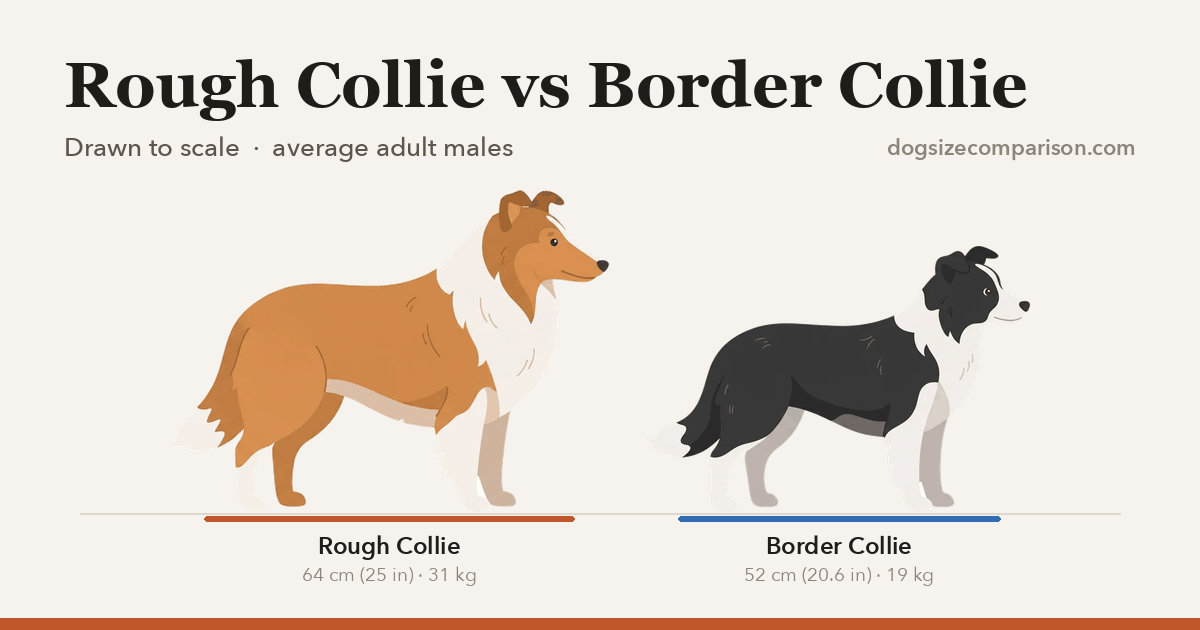 Rough Collie vs Border Collie
Drawn to scale · average adult males
dogsizecomparison.com
Rough Collie
64 cm (25 in) · 31 kg
Border Collie
52 cm (20.6 in) · 19 kg